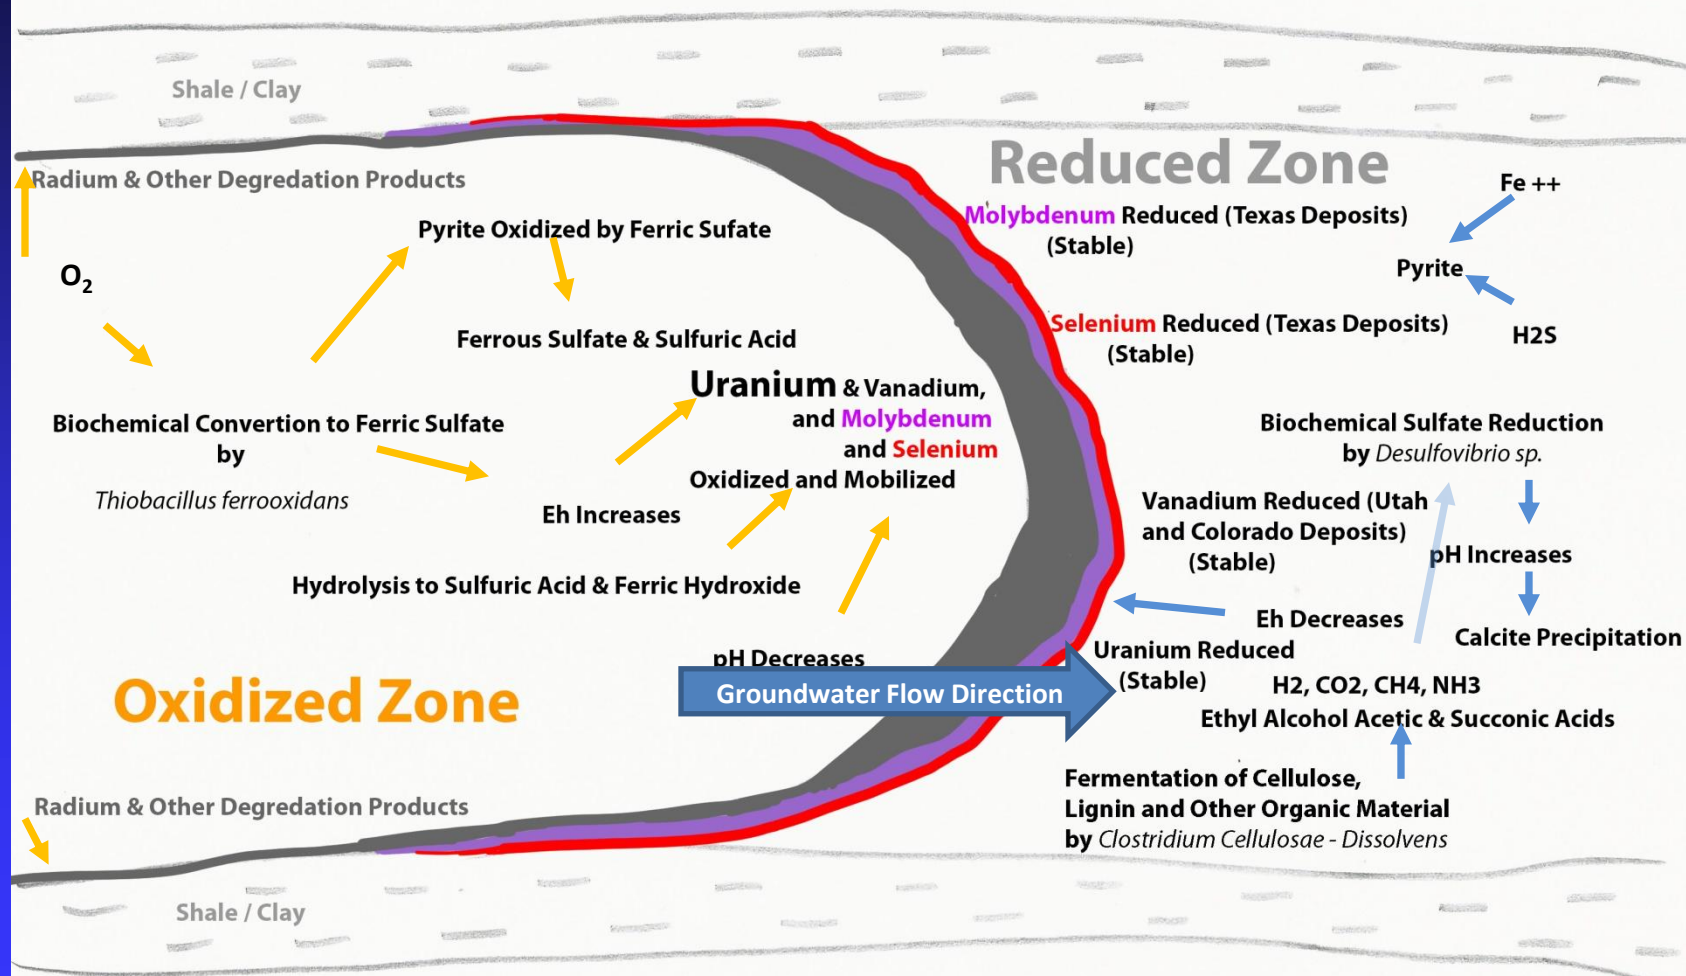 Shale / Clay
Radium & Other Degredation Products
O₂
Pyrite Oxidized by Ferric Sufate
Ferrous Sulfate & Sulfuric Acid
Uranium & Vanadium,
and Molybdenum
and Selenium
Oxidized and Mobilized
Biochemical Convertion to Ferric Sulfate
by
Thiobacillus ferrooxidans
Eh Increases
Hydrolysis to Sulfuric Acid & Ferric Hydroxide
pH Decreases
Oxidized Zone
Groundwater Flow Direction
Radium & Other Degredation Products
Shale / Clay
Reduced Zone
Molybdenum Reduced (Texas Deposits)
(Stable)
Fe ++
Pyrite
H2S
Selenium Reduced (Texas Deposits)
(Stable)
Biochemical Sulfate Reduction
by Desulfovibrio sp.
Vanadium Reduced (Utah
and Colorado Deposits)
(Stable)
pH Increases
Calcite Precipitation
Eh Decreases
Uranium Reduced
(Stable)
H2, CO2, CH4, NH3
Ethyl Alcohol Acetic & Succonic Acids
Fermentation of Cellulose,
Lignin and Other Organic Material
by Clostridium Cellulosae - Dissolvens